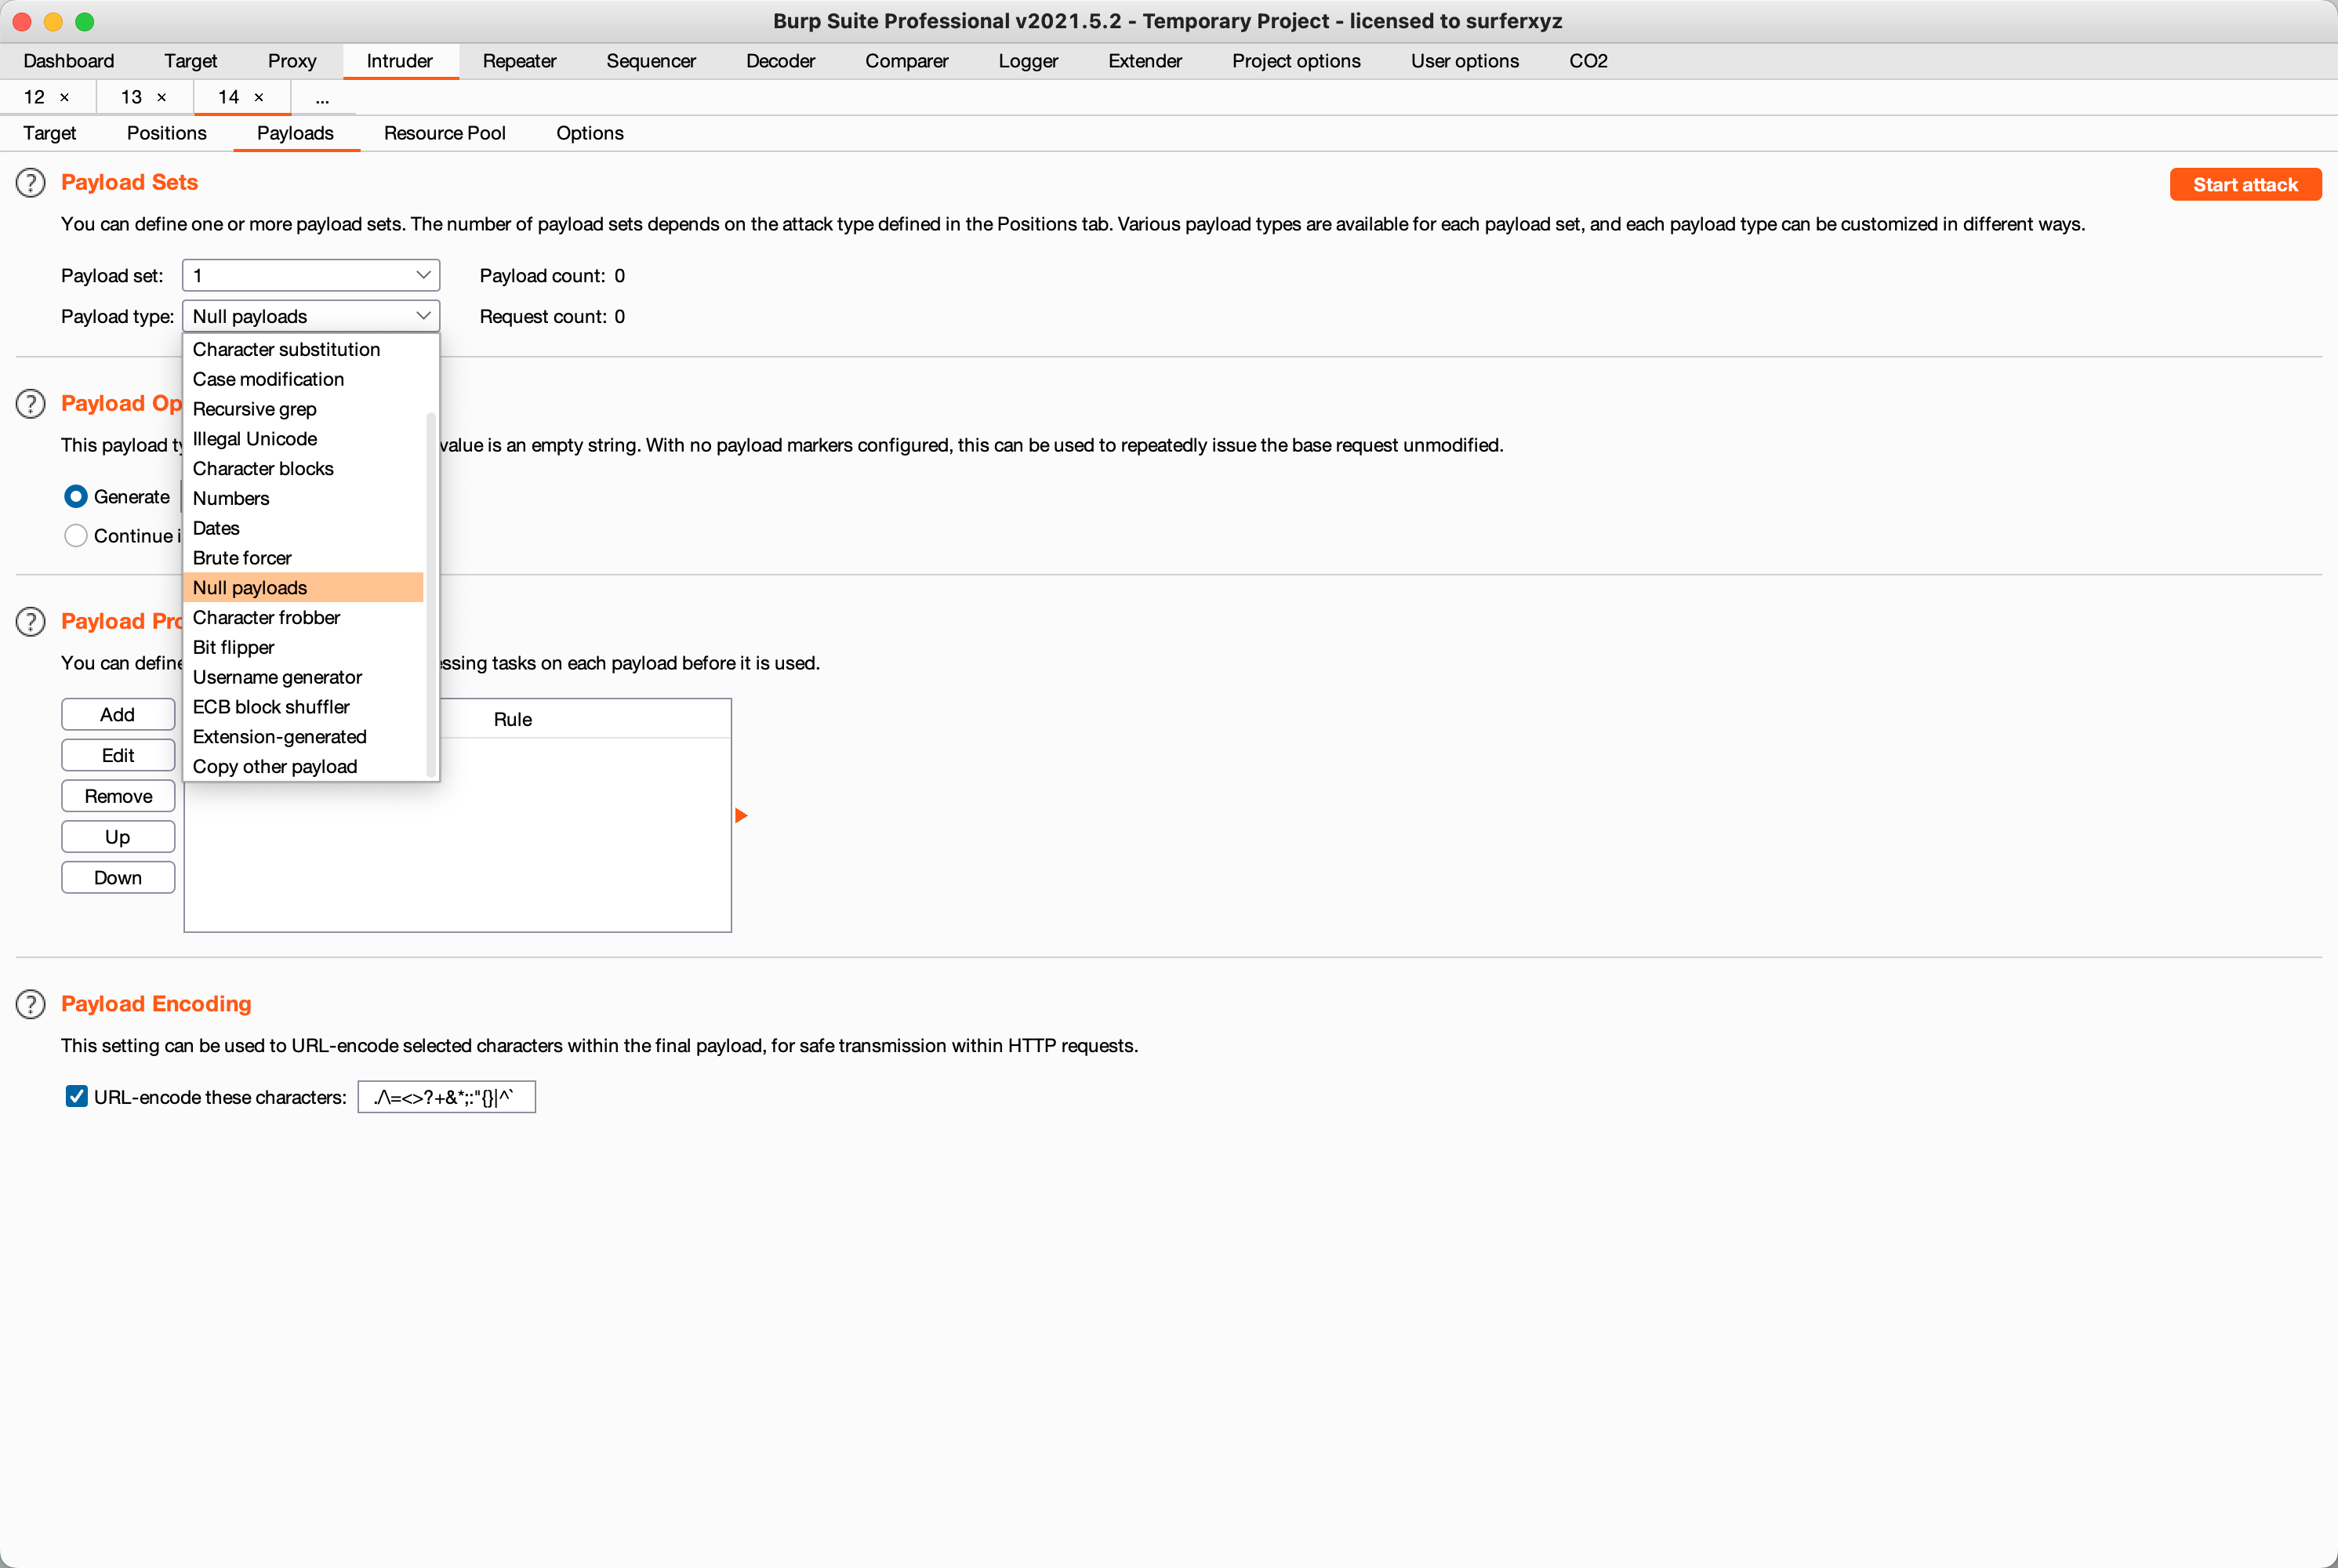 Burp Suite Professional v2021.5.2 - Temporary Project - licensed to surferxyz
Dashboard Target Proxy Intruder Repeater Sequencer Decoder Comparer Logger Extender Project options User options CO2
12 × 13 × 14 × ...
Target Positions Payloads Resource Pool Options
? Payload Sets Start attack
You can define one or more payload sets. The number of payload sets depends on the attack type defined in the Positions tab. Various payload types are available for each payload set, and each payload type can be customized in different ways.
Payload set: 1 Payload count: 0
Payload type: Null payloads Request count: 0
Character substitution
Case modification
? Payload Op
Recursive grep
Illegal Unicode
This payload ty value is an empty string. With no payload markers configured, this can be used to repeatedly issue the base request unmodified.
Character blocks
Generate
Numbers
Dates
Continue i
Brute forcer
Null payloads
Character frobber
? Payload Pro
Bit flipper
You can define essing tasks on each payload before it is used.
Username generator
ECB block shuffler
Add Rule
Extension-generated
Edit
Copy other payload
Remove
Up
Down
? Payload Encoding
This setting can be used to URL-encode selected characters within the final payload, for safe transmission within HTTP requests.
URL-encode these characters: ./\=<>?+&*;:"{}|^`